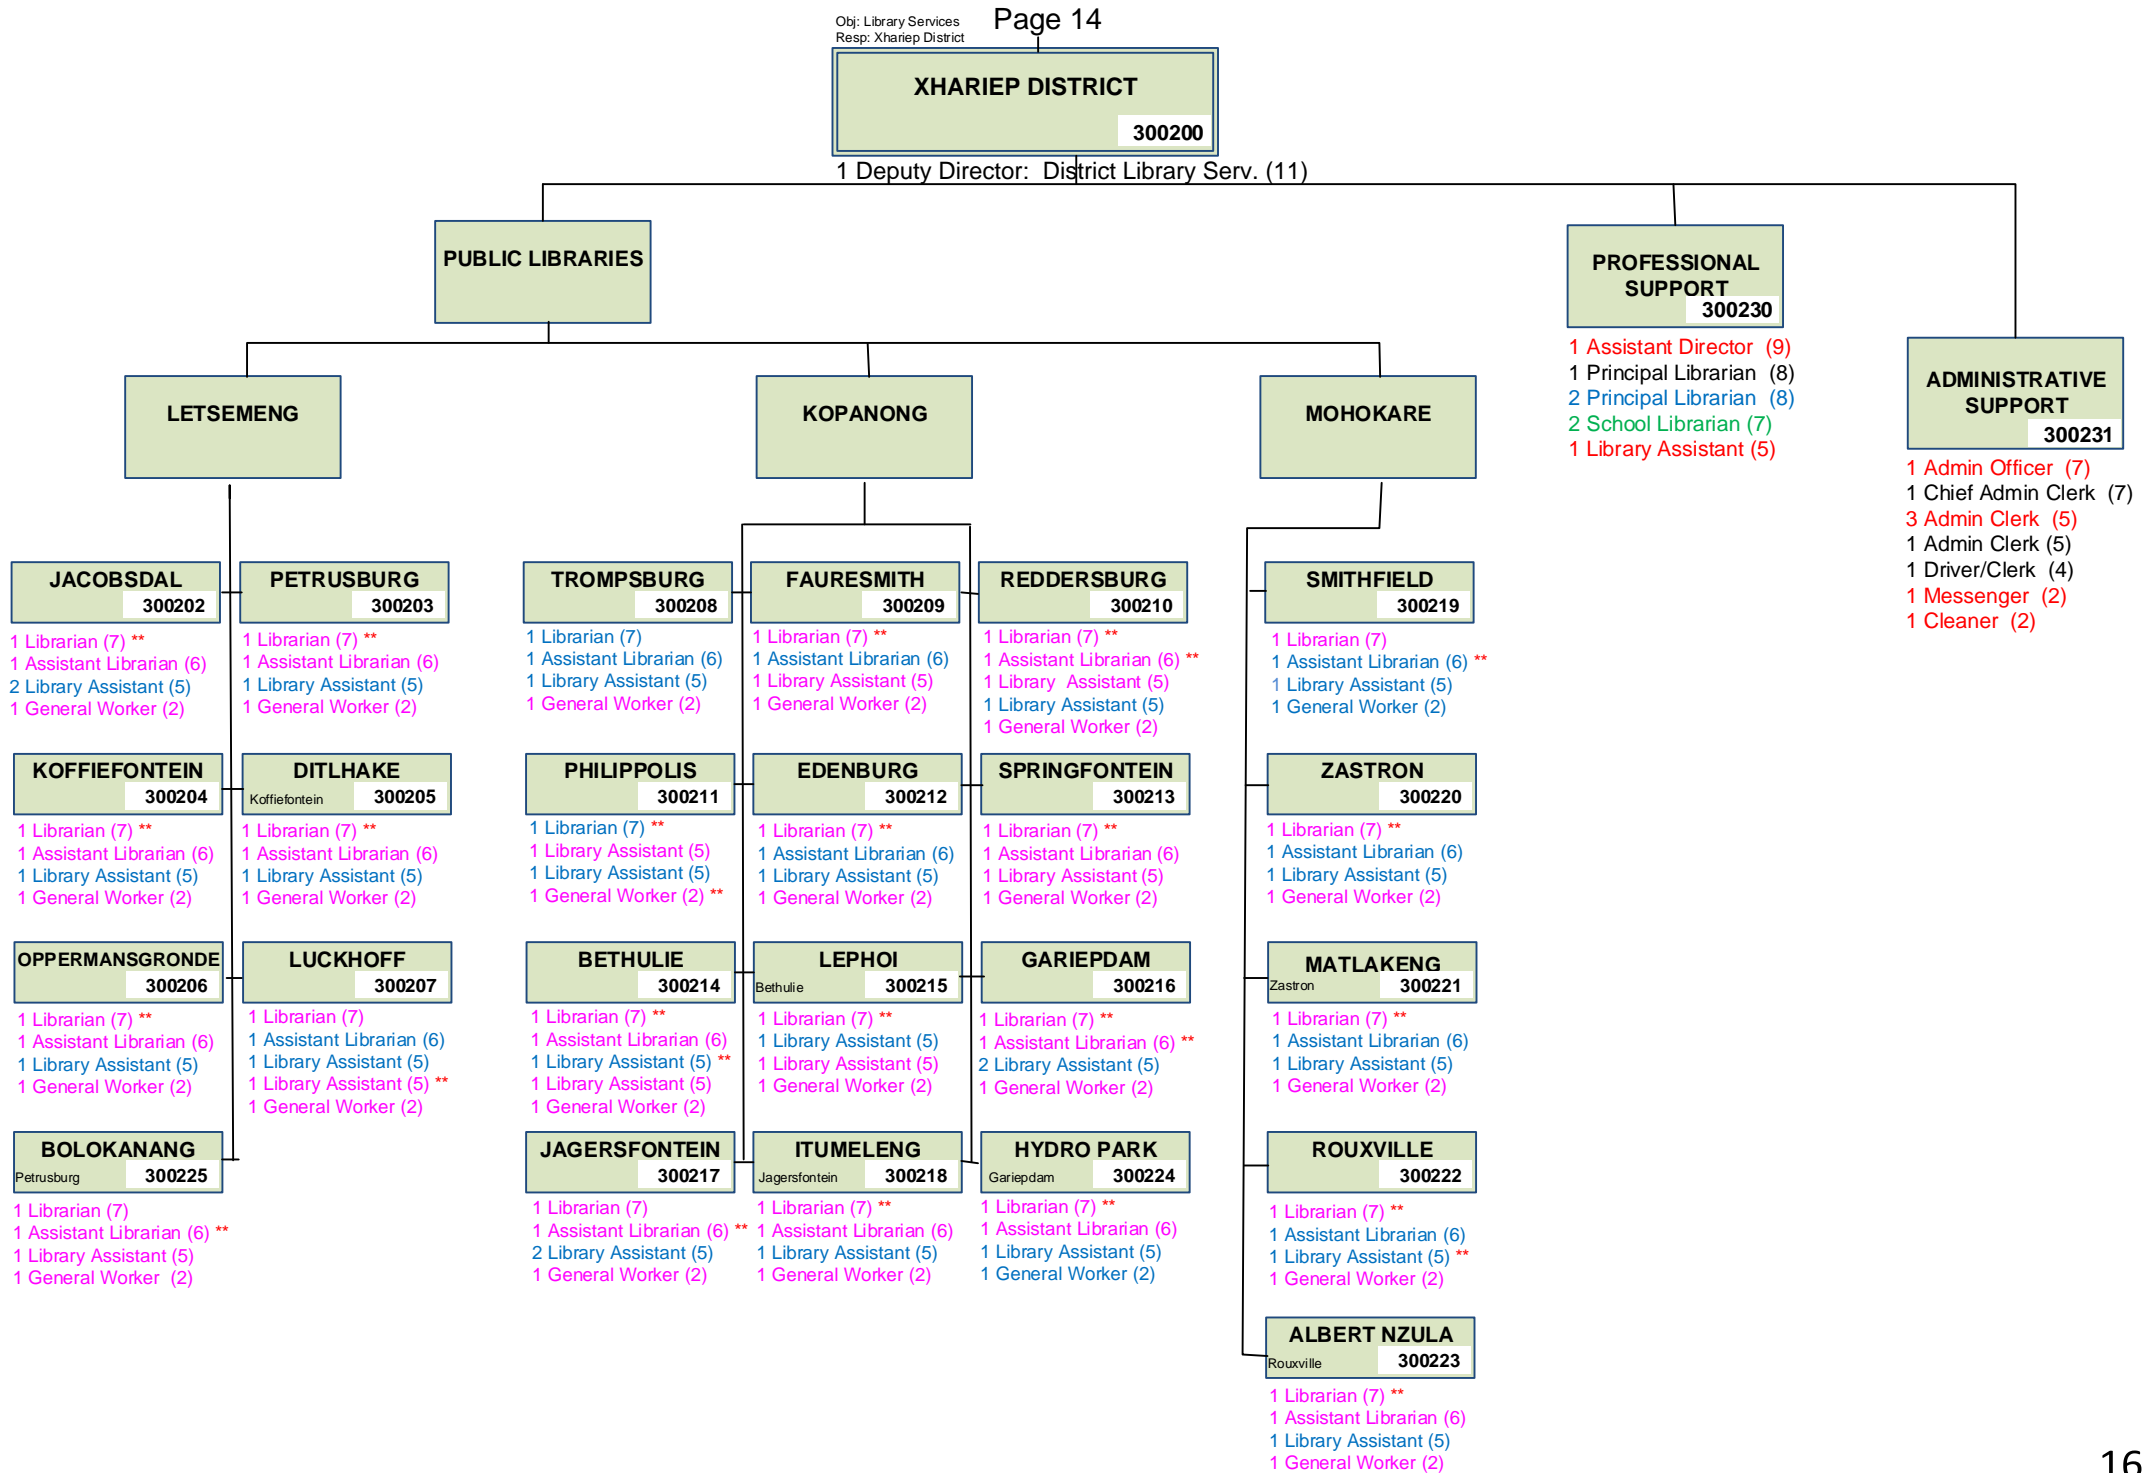 Obj: Library Services
Resp: Xhariep District
Page 14
XHARIEP DISTRICT
300200
1 Deputy Director:  District Library Serv. (11)
PUBLIC LIBRARIES
PROFESSIONAL
SUPPORT
300230
1 Assistant Director  (9)
1 Principal Librarian  (8)
2 Principal Librarian  (8)
2 School Librarian (7)
1 Library Assistant (5)
ADMINISTRATIVE
SUPPORT
300231
1 Admin Officer  (7)
1 Chief Admin Clerk  (7)
3 Admin Clerk  (5)
1 Admin Clerk (5)
1 Driver/Clerk  (4)
1 Messenger  (2)
1 Cleaner  (2)
LETSEMENG
JACOBSDAL
300202
1 Librarian (7) **
1 Assistant Librarian (6)
2 Library Assistant (5)
1 General Worker (2)
PETRUSBURG
300203
1 Librarian (7) **
1 Assistant Librarian (6)
1 Library Assistant (5)
1 General Worker (2)
KOFFIEFONTEIN
300204
1 Librarian (7) **
1 Assistant Librarian (6)
1 Library Assistant (5)
1 General Worker (2)
DITLHAKE
Koffiefontein
300205
1 Librarian (7) **
1 Assistant Librarian (6)
1 Library Assistant (5)
1 General Worker (2)
OPPERMANSGRONDE
300206
1 Librarian (7) **
1 Assistant Librarian (6)
1 Library Assistant (5)
1 General Worker (2)
LUCKHOFF
300207
1 Librarian (7)
1 Assistant Librarian (6)
1 Library Assistant (5)
1 Library Assistant (5) **
1 General Worker (2)
BOLOKANANG
Petrusburg
300225
1 Librarian (7)
1 Assistant Librarian (6) **
1 Library Assistant (5)
1 General Worker  (2)
KOPANONG
TROMPSBURG
300208
1 Librarian (7)
1 Assistant Librarian (6)
1 Library Assistant (5)
1 General Worker (2)
FAURESMITH
300209
1 Librarian (7) **
1 Assistant Librarian (6)
1 Library Assistant (5)
1 General Worker (2)
REDDERSBURG
300210
1 Librarian (7) **
1 Assistant Librarian (6) **
1 Library  Assistant (5)
1 Library Assistant (5)
1 General Worker (2)
PHILIPPOLIS
300211
1 Librarian (7) **
1 Library Assistant (5)
1 Library Assistant (5)
1 General Worker (2) **
EDENBURG
300212
1 Librarian (7) **
1 Assistant Librarian (6)
1 Library Assistant (5)
1 General Worker (2)
SPRINGFONTEIN
300213
1 Librarian (7) **
1 Assistant Librarian (6)
1 Library Assistant (5)
1 General Worker (2)
BETHULIE
300214
1 Librarian (7) **
1 Assistant Librarian (6)
1 Library Assistant (5) **
1 Library Assistant (5)
1 General Worker (2)
LEPHOI
Bethulie
300215
1 Librarian (7) **
1 Library Assistant (5)
1 Library Assistant (5)
1 General Worker (2)
GARIEPDAM
300216
1 Librarian (7) **
1 Assistant Librarian (6) **
2 Library Assistant (5)
1 General Worker (2)
JAGERSFONTEIN
300217
1 Librarian (7)
1 Assistant Librarian (6) **
2 Library Assistant (5)
1 General Worker (2)
ITUMELENG
Jagersfontein
300218
1 Librarian (7) **
1 Assistant Librarian (6)
1 Library Assistant (5)
1 General Worker (2)
HYDRO PARK
Gariepdam
300224
1 Librarian (7) **
1 Assistant Librarian (6)
1 Library Assistant (5)
1 General Worker (2)
MOHOKARE
SMITHFIELD
300219
1 Librarian (7)
1 Assistant Librarian (6) **
1 Library Assistant (5)
1 General Worker (2)
ZASTRON
300220
1 Librarian (7) **
1 Assistant Librarian (6)
1 Library Assistant (5)
1 General Worker (2)
MATLAKENG
Zastron
300221
1 Librarian (7) **
1 Assistant Librarian (6)
1 Library Assistant (5)
1 General Worker (2)
ROUXVILLE
300222
1 Librarian (7) **
1 Assistant Librarian (6)
1 Library Assistant (5) **
1 General Worker (2)
ALBERT NZULA
Rouxville
300223
1 Librarian (7) **
1 Assistant Librarian (6)
1 Library Assistant (5)
1 General Worker (2)
16